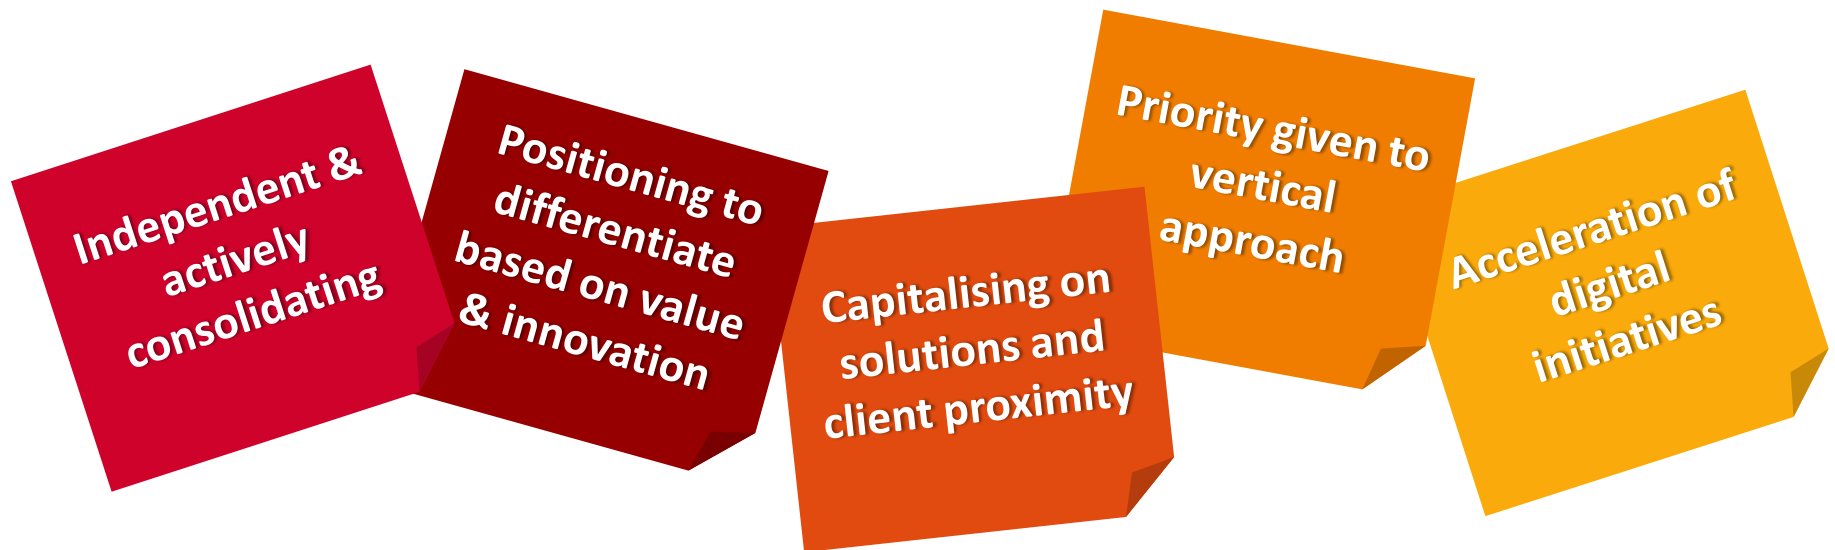 Independent &
actively
consolidating
Positioning to
differentiate
based on value
& innovation
Capitalising on
solutions and
client proximity
Priority given to
vertical
approach
Acceleration of
digital
initiatives